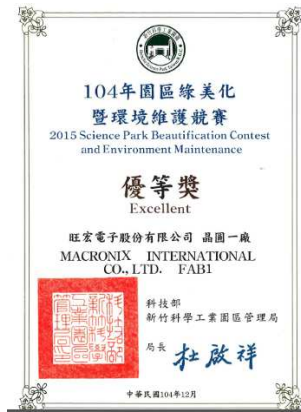 104年園區綠美化
暨環境維護競賽
2015 Science Park Beautification Contest
and Environment Maintenance
優等獎
Excellent
旺宏電子股份有限公司 晶圓一廠
MACRONIX INTERNATIONAL
CO., LTD. FAB1
科技部
新竹科學工業園區管理局
局長 杜啟祥
中華民國104年12月